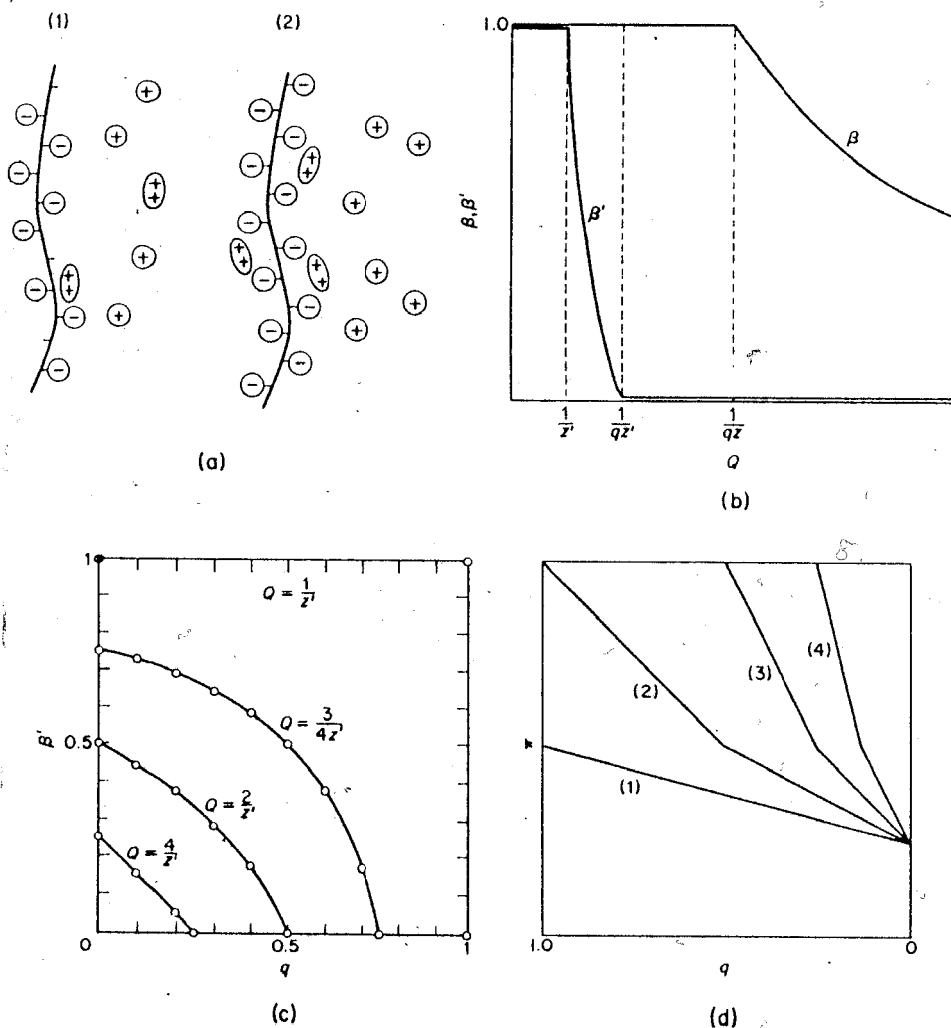 (1)
(2)
(a)
1.0
β, β'
β'
β
1/z'
1/qz'
1/qz
Q
(b)
1
β'
0.5
Q = 1/z'
Q = 3/4z'
Q = 2/z'
Q = 4/z'
0
0.5
1
q
(c)
π
(1)
(2)
(3)
(4)
1.0
0
q
(d)